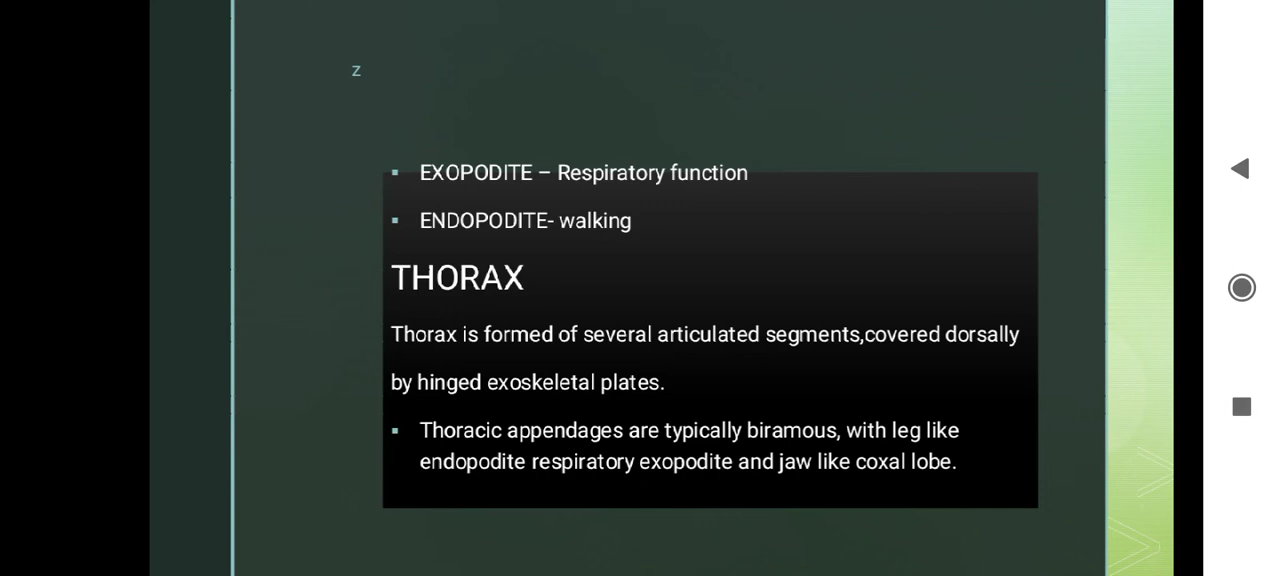 z
▪ EXOPODITE – Respiratory function
▪ ENDOPODITE- walking
THORAX
Thorax is formed of several articulated segments,covered dorsally
by hinged exoskeletal plates.
▪ Thoracic appendages are typically biramous, with leg like
endopodite respiratory exopodite and jaw like coxal lobe.